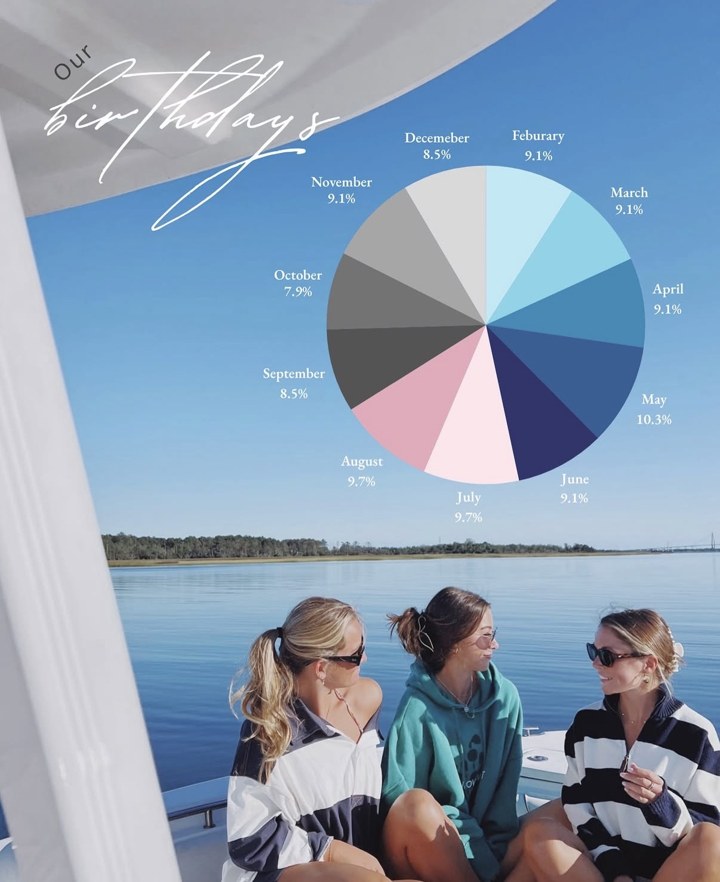 Our
birthdays
Decemeber
8.5%
Feburary
9.1%
November
9.1%
March
9.1%
October
7.9%
April
9.1%
September
8.5%
May
10.3%
August
9.7%
June
9.1%
July
9.7%